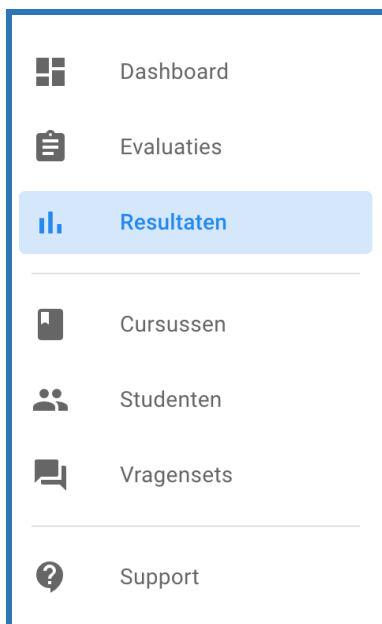 Dashboard
Evaluaties
Resultaten
Cursussen
Studenten
Vragensets
Support